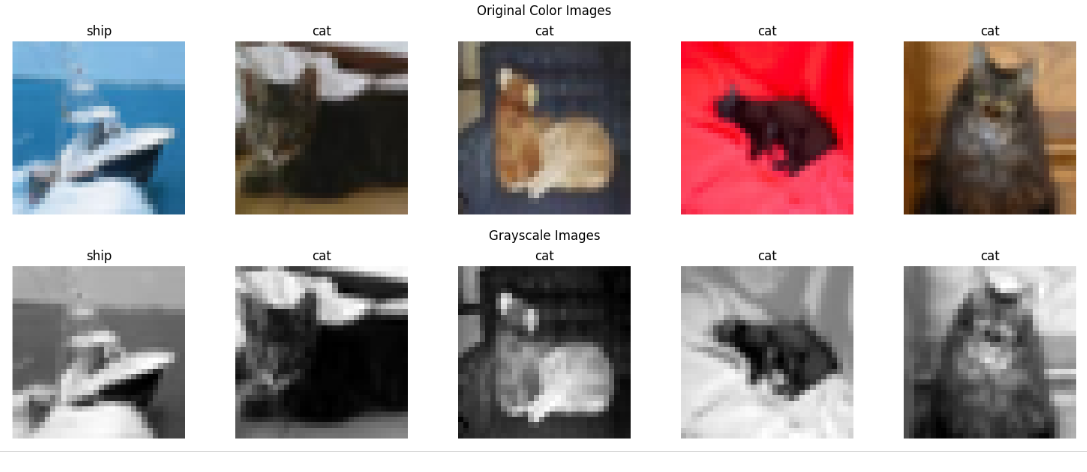 Original Color Images
ship cat cat cat cat
Grayscale Images
ship cat cat cat cat